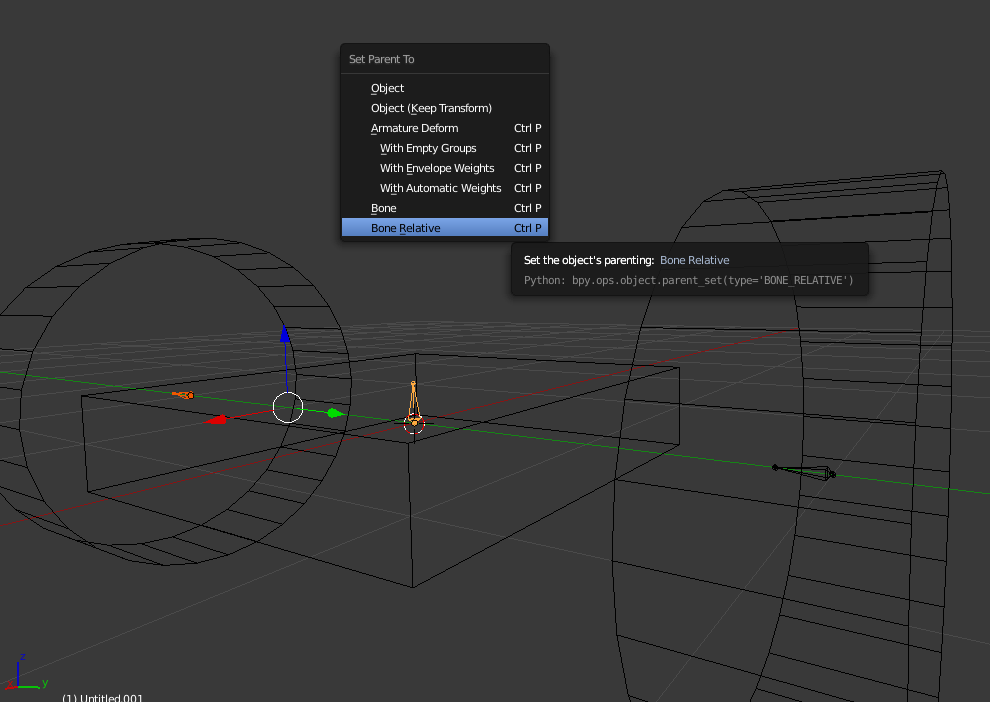 Set Parent To
Object
Object (Keep Transform)
Armature Deform Ctrl P
With Empty Groups Ctrl P
With Envelope Weights Ctrl P
With Automatic Weights Ctrl P
Bone Ctrl P
Bone Relative Ctrl P
Set the object's parenting: Bone Relative
Python: bpy.ops.object.parent_set(type='BONE_RELATIVE')
z
y
(1) Untitled.001